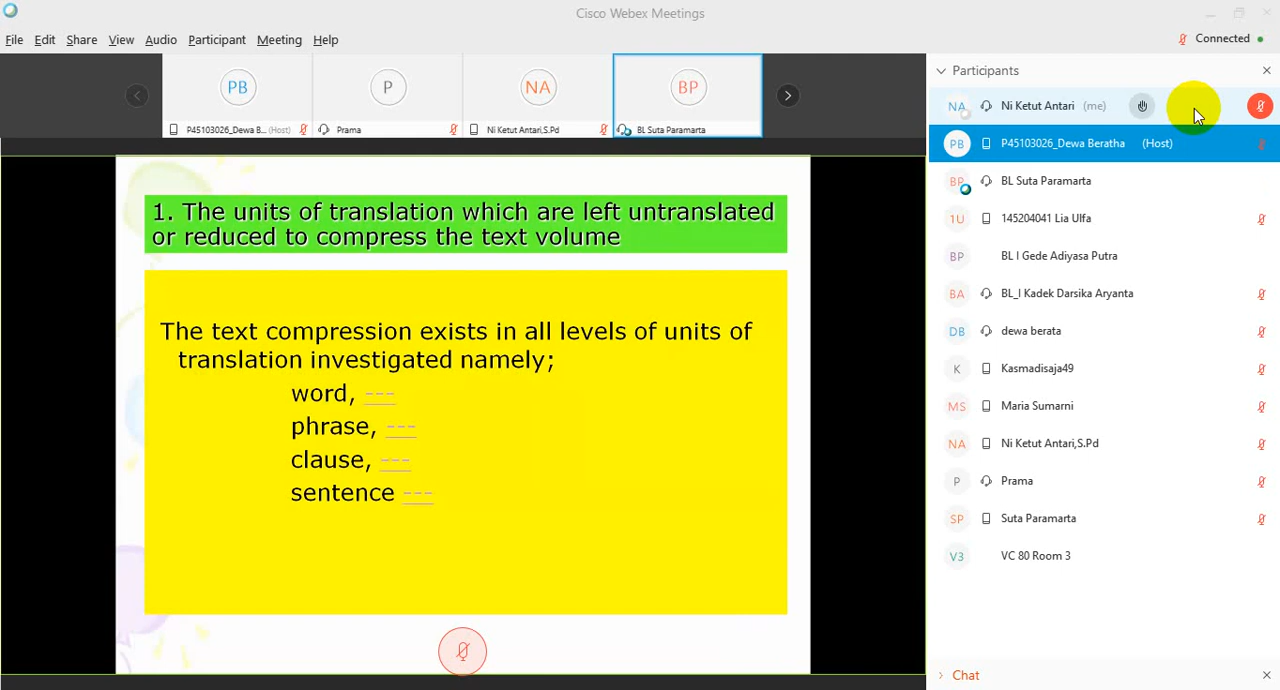 Cisco Webex Meetings
File Edit Share View Audio Participant Meeting Help
Connected
PB
P45103026_Dewa B... (Host)
P
Prama
NA
Ni Ketut Antari,S.Pd
BP
BL Suta Paramarta
1. The units of translation which are left untranslated
or reduced to compress the text volume
The text compression exists in all levels of units of
translation investigated namely;
word, ---
phrase, ---
clause, ---
sentence ---
Participants
NA Ni Ketut Antari (me)
PB P45103026_Dewa Beratha (Host)
BP BL Suta Paramarta
1U 145204041 Lia Ulfa
BP BL I Gede Adiyasa Putra
BA BL_I Kadek Darsika Aryanta
DB dewa berata
K Kasmadisaja49
MS Maria Sumarni
NA Ni Ketut Antari,S.Pd
P Prama
SP Suta Paramarta
V3 VC 80 Room 3
Chat